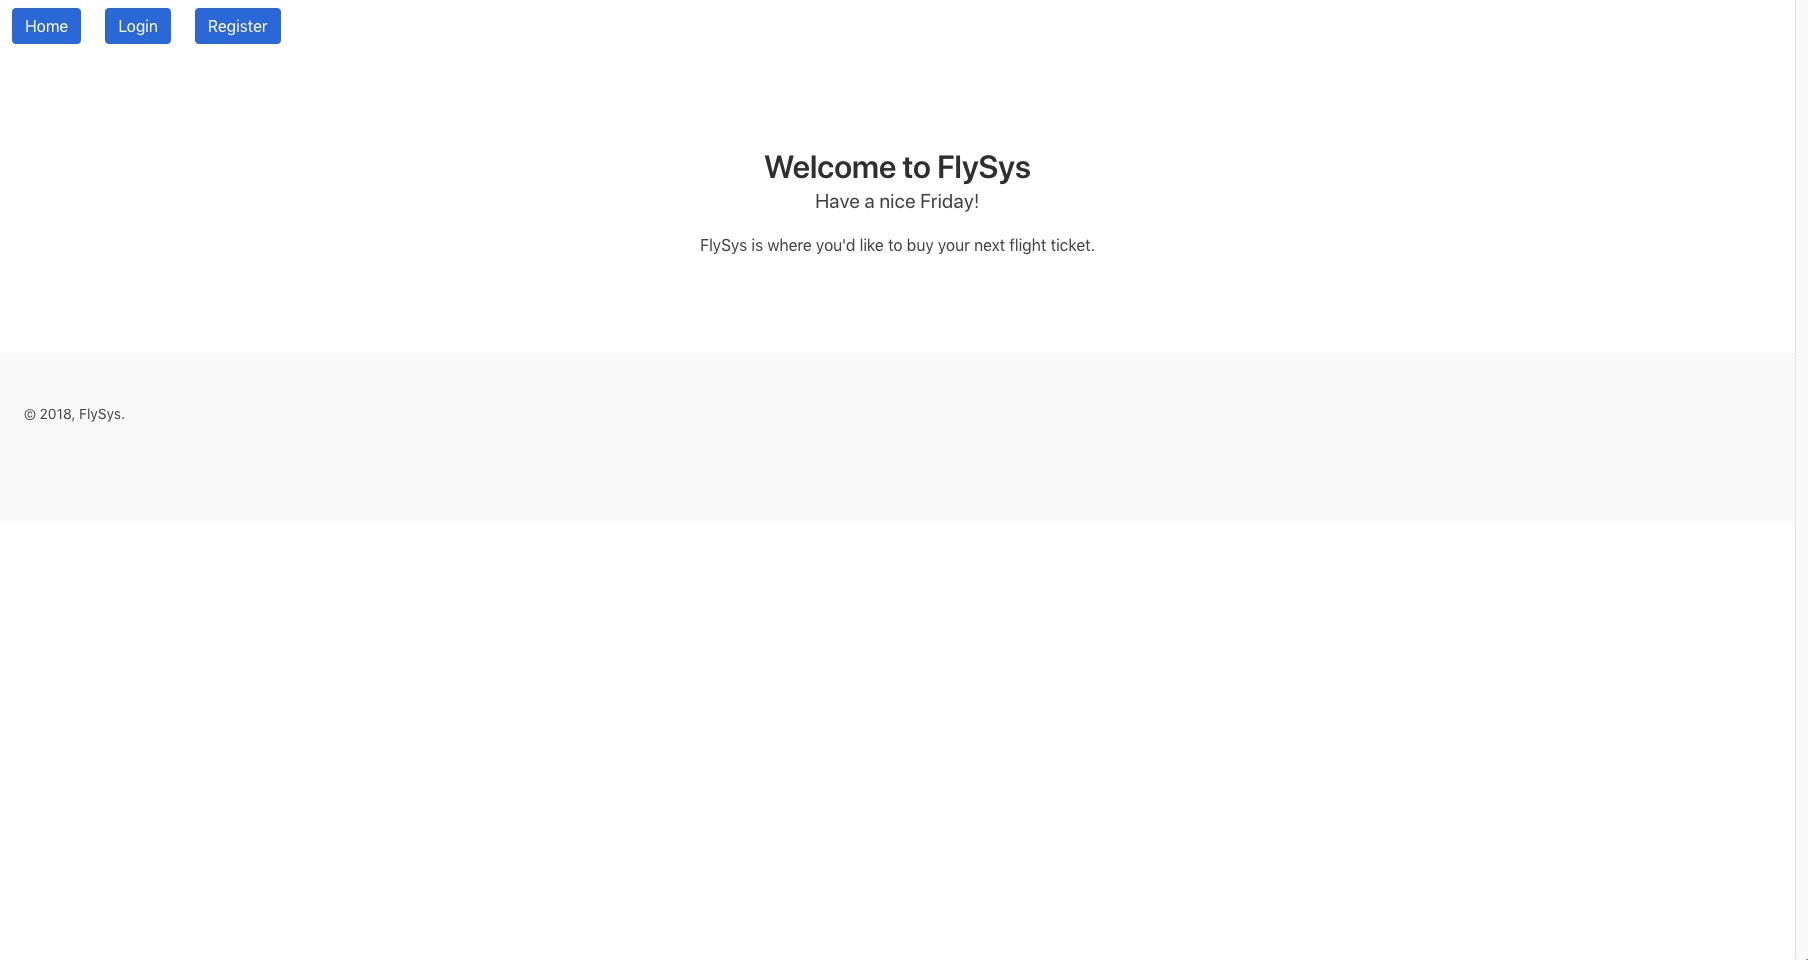 Home Login Register
Welcome to FlySys
Have a nice Friday!
FlySys is where you'd like to buy your next flight ticket.
© 2018, FlySys.